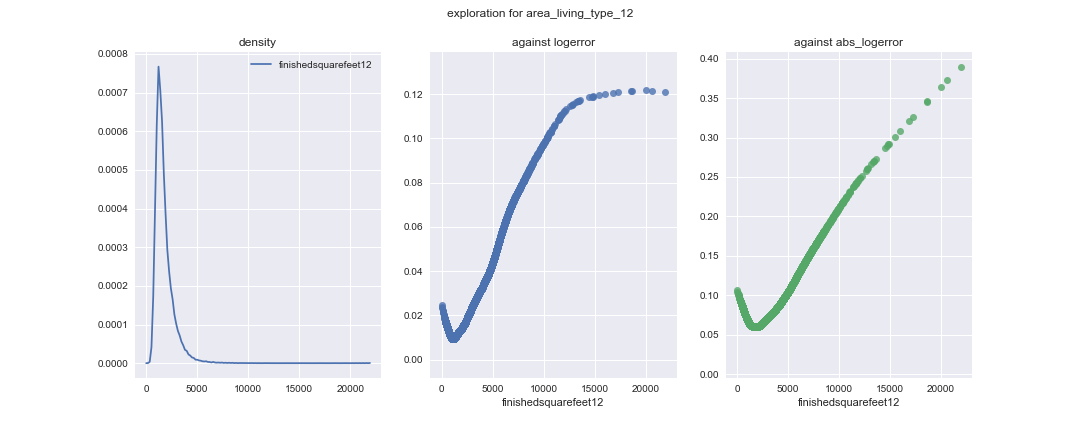 exploration for area_living_type_12
density
finishedsquarefeet12
0.0008
0.0007
0.0006
0.0005
0.0004
0.0003
0.0002
0.0001
0.0000
0 5000 10000 15000 20000
against logerror
0.12
0.10
0.08
0.06
0.04
0.02
0.00
0 5000 10000 15000 20000
finishedsquarefeet12
against abs_logerror
0.40
0.35
0.30
0.25
0.20
0.15
0.10
0.05
0.00
0 5000 10000 15000 20000
finishedsquarefeet12